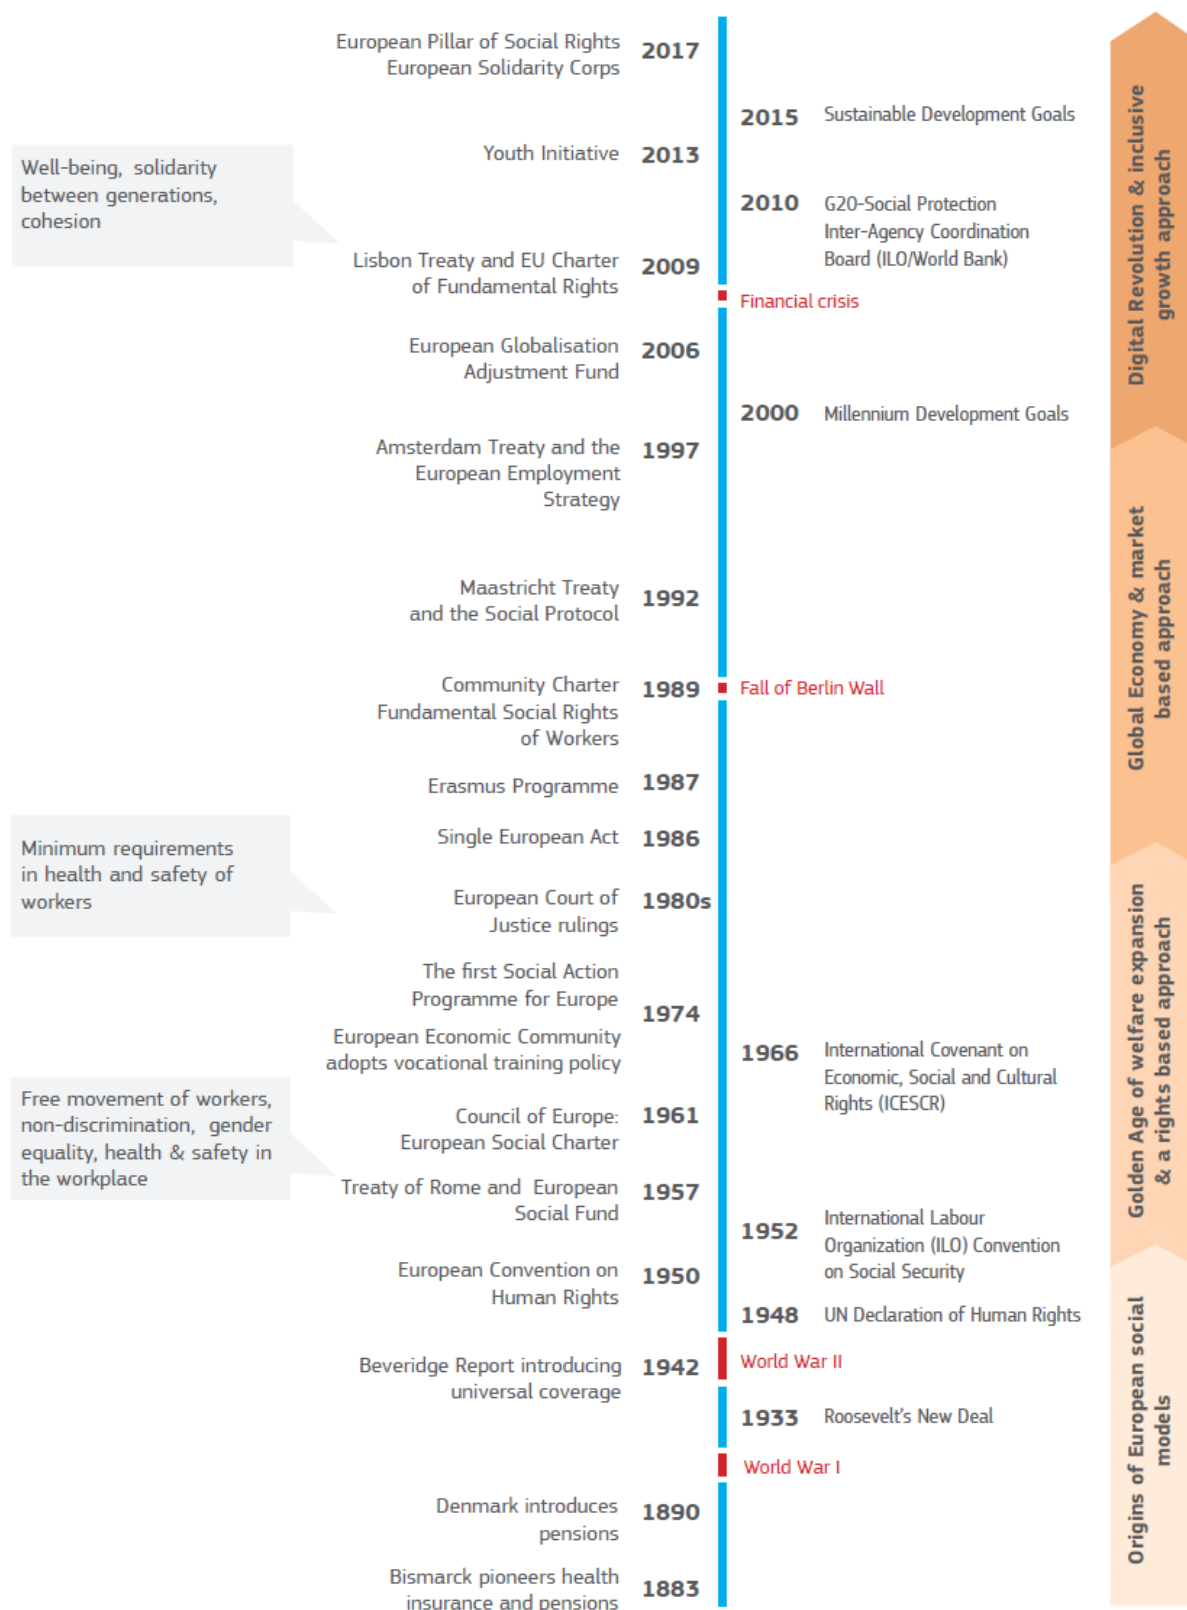 European Pillar of Social Rights
European Solidarity Corps
2017
2015
Sustainable Development Goals
Youth Initiative
2013
Well-being, solidarity
between generations,
cohesion
2010
G20-Social Protection
Inter-Agency Coordination
Board (ILO/World Bank)
Lisbon Treaty and EU Charter
of Fundamental Rights
2009
Financial crisis
European Globalisation
Adjustment Fund
2006
2000
Millennium Development Goals
Amsterdam Treaty and the
European Employment
Strategy
1997
Maastricht Treaty
and the Social Protocol
1992
Community Charter
Fundamental Social Rights
of Workers
1989
Fall of Berlin Wall
Erasmus Programme
1987
Single European Act
1986
Minimum requirements
in health and safety of
workers
European Court of
Justice rulings
1980s
The first Social Action
Programme for Europe
1974
European Economic Community
adopts vocational training policy
1966
International Covenant on
Economic, Social and Cultural
Rights (ICESCR)
Free movement of workers,
non-discrimination, gender
equality, health & safety in
the workplace
Council of Europe:
European Social Charter
1961
Treaty of Rome and European
Social Fund
1957
1952
International Labour
Organization (ILO) Convention
on Social Security
European Convention on
Human Rights
1950
1948
UN Declaration of Human Rights
World War II
Beveridge Report introducing
universal coverage
1942
1933
Roosevelt's New Deal
World War I
Denmark introduces
pensions
1890
Bismarck pioneers health
insurance and pensions
1883
Digital Revolution & inclusive
growth approach
Global Economy & market
based approach
Golden Age of welfare expansion
& a rights based approach
Origins of European social
models